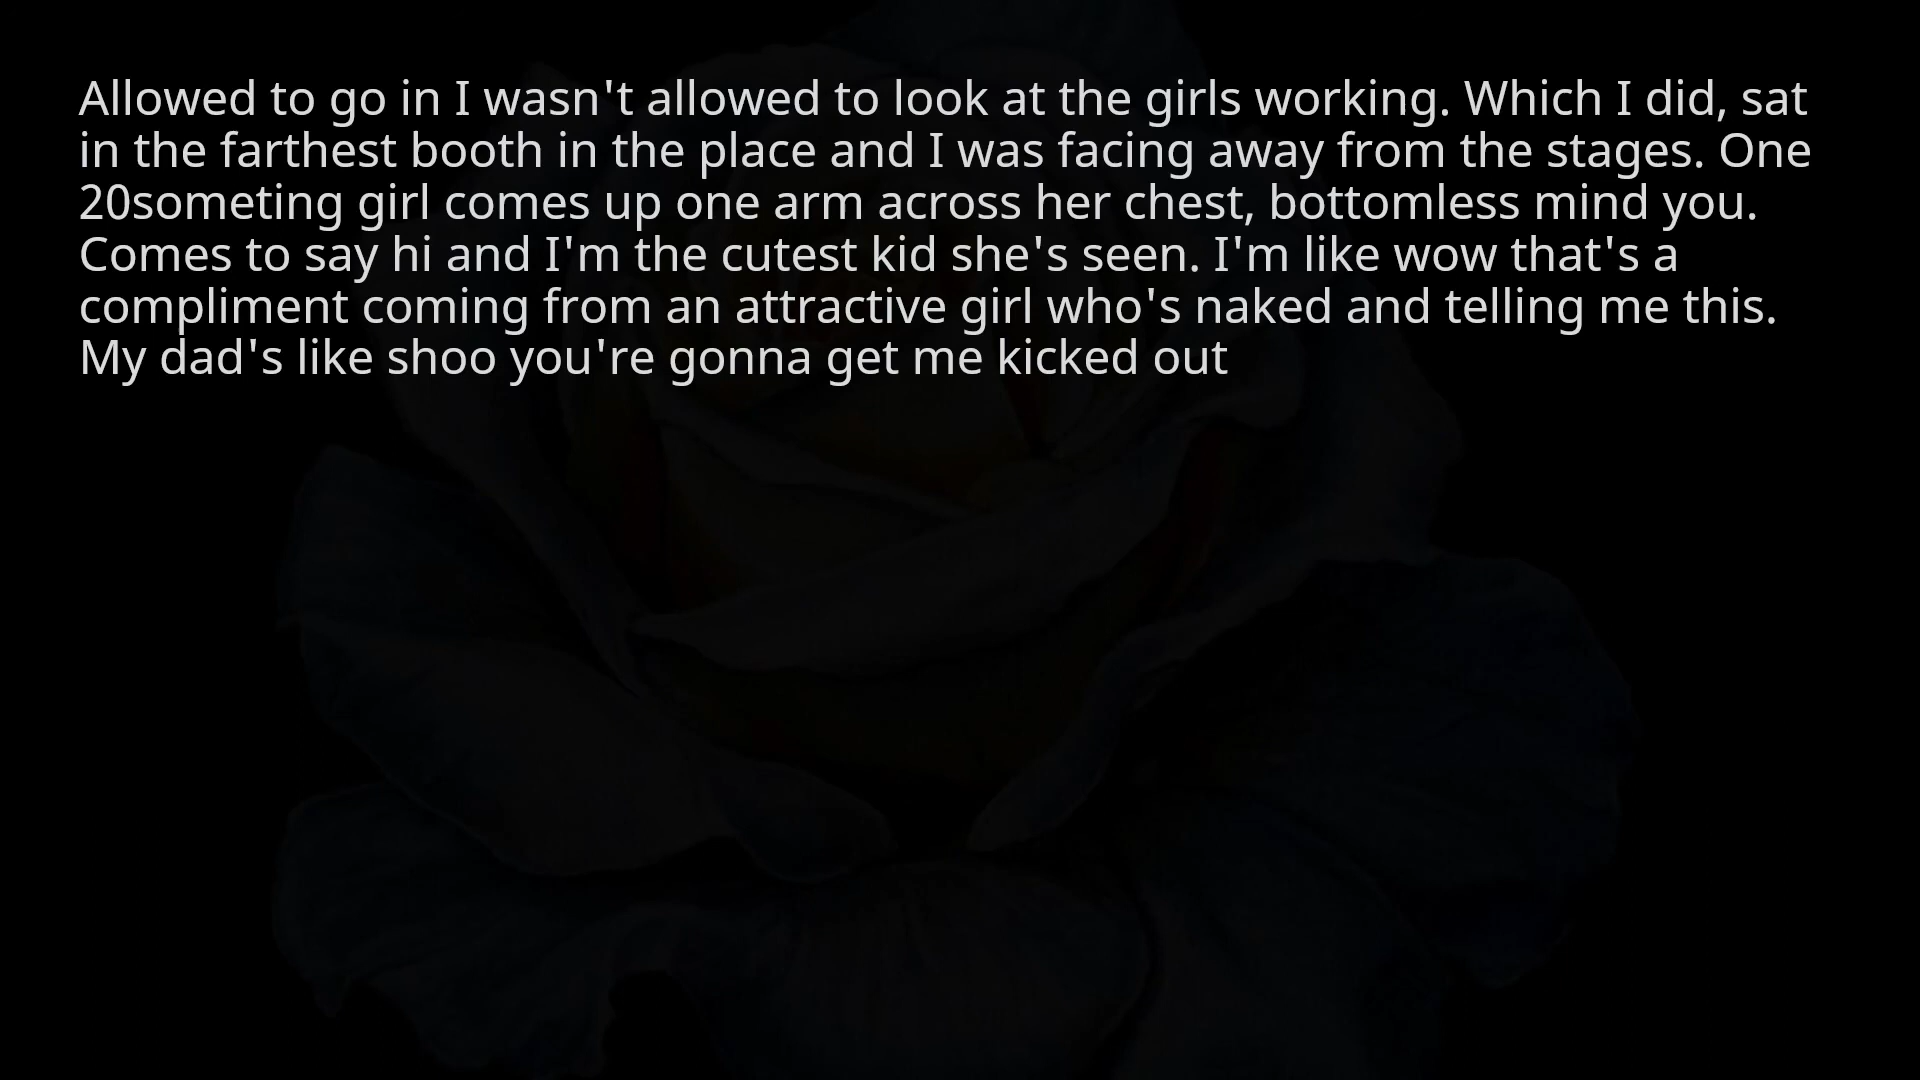 Allowed to go in I wasn't allowed to look at the girls working. Which I did, sat
in the farthest booth in the place and I was facing away from the stages. One
20someting girl comes up one arm across her chest, bottomless mind you.
Comes to say hi and I'm the cutest kid she's seen. I'm like wow that's a
compliment coming from an attractive girl who's naked and telling me this.
My dad's like shoo you're gonna get me kicked out